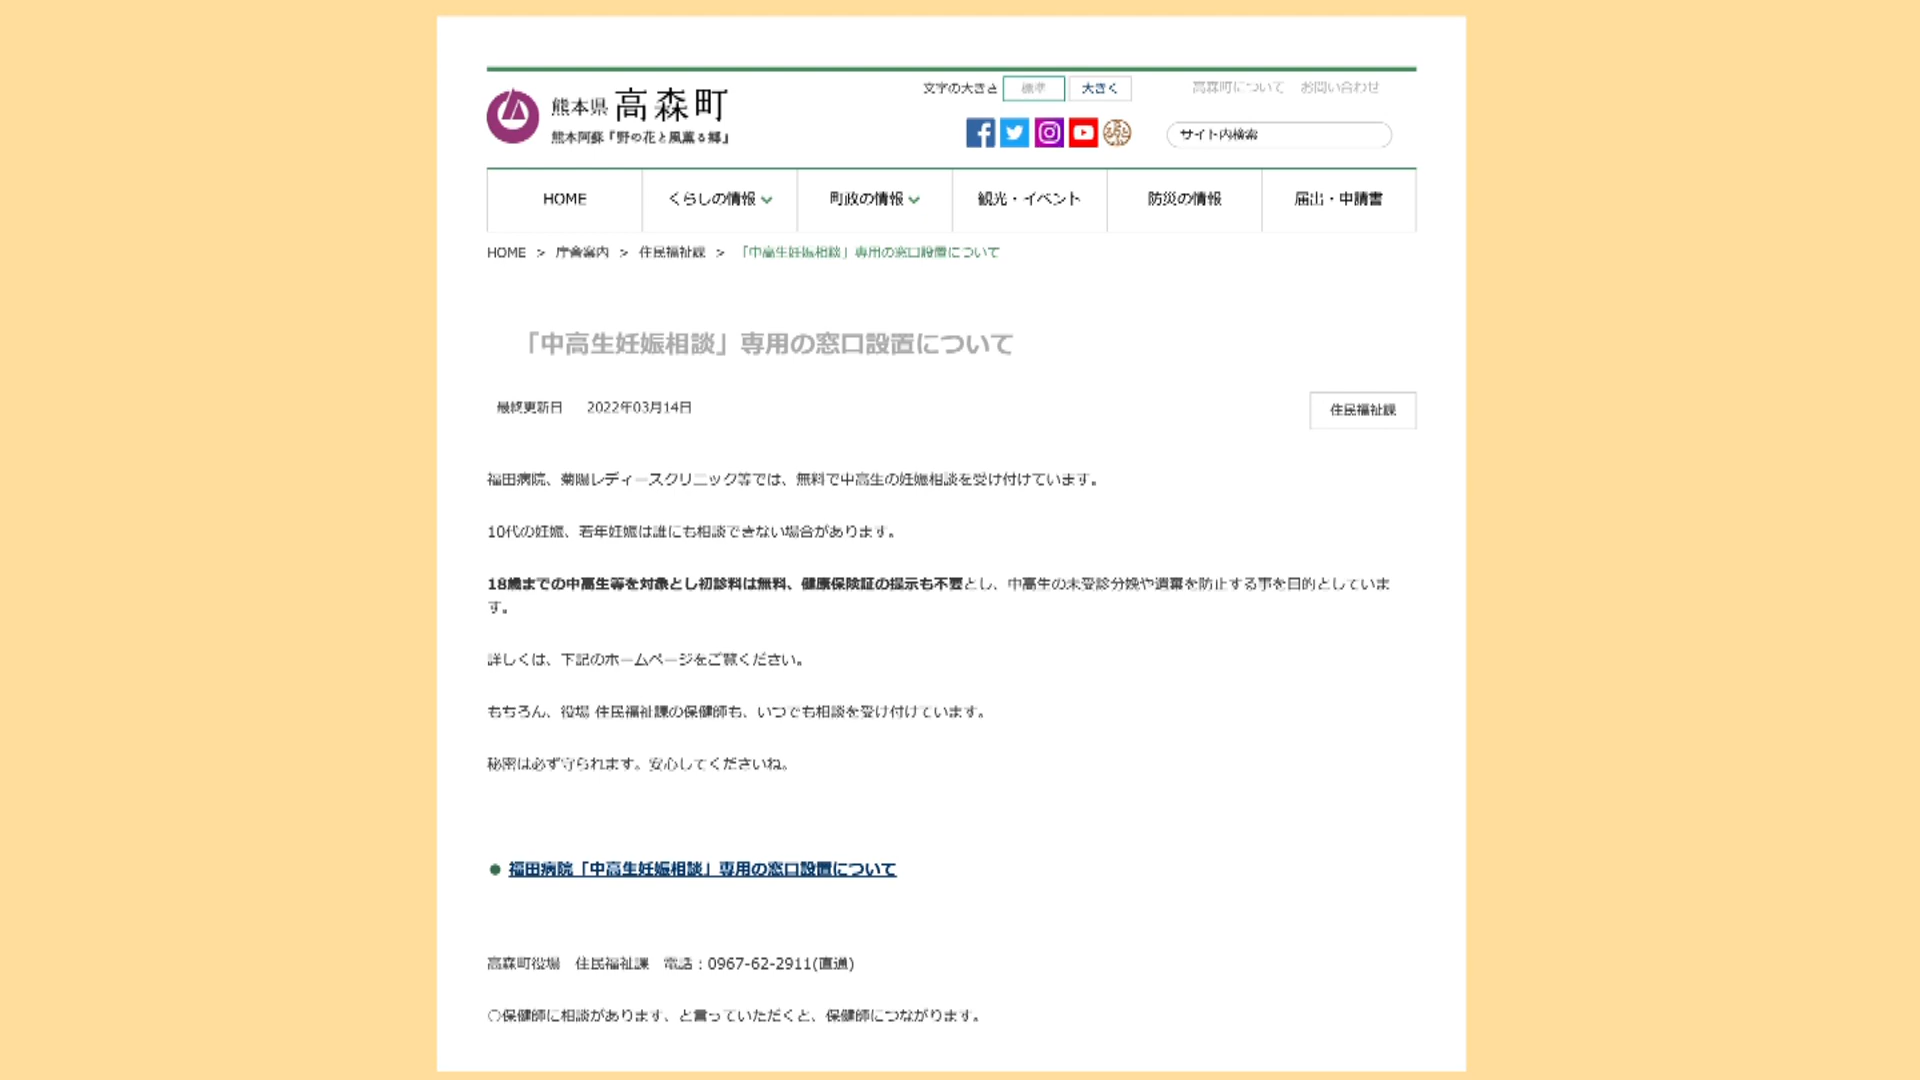 文字の大きさ 標準 大きく 高森町について お問い合わせ
熊本県 高森町
熊本阿蘇「野の花と風薫る郷」
サイト内検索
HOME くらしの情報 町政の情報 観光・イベント 防災の情報 届出・申請書
HOME > 庁舎案内 > 住民福祉課 > 「中高生妊娠相談」専用の窓口設置について
「中高生妊娠相談」専用の窓口設置について
最終更新日 2022年03月14日
住民福祉課
福田病院、菊陽レディースクリニック等では、無料で中高生の妊娠相談を受け付けています。
10代の妊娠、若年妊娠は誰にも相談できない場合があります。
18歳までの中高生等を対象とし初診料は無料、健康保険証の提示も不要とし、中高生の未受診分娩や遺棄を防止する事を目的としていま
す。
詳しくは、下記のホームページをご覧ください。
もちろん、役場 住民福祉課の保健師も、いつでも相談を受け付けています。
秘密は必ず守られます。安心してくださいね。
● 福田病院「中高生妊娠相談」専用の窓口設置について
高森町役場 住民福祉課 電話：0967-62-2911(直通)
○保健師に相談があります、と言っていただくと、保健師につながります。